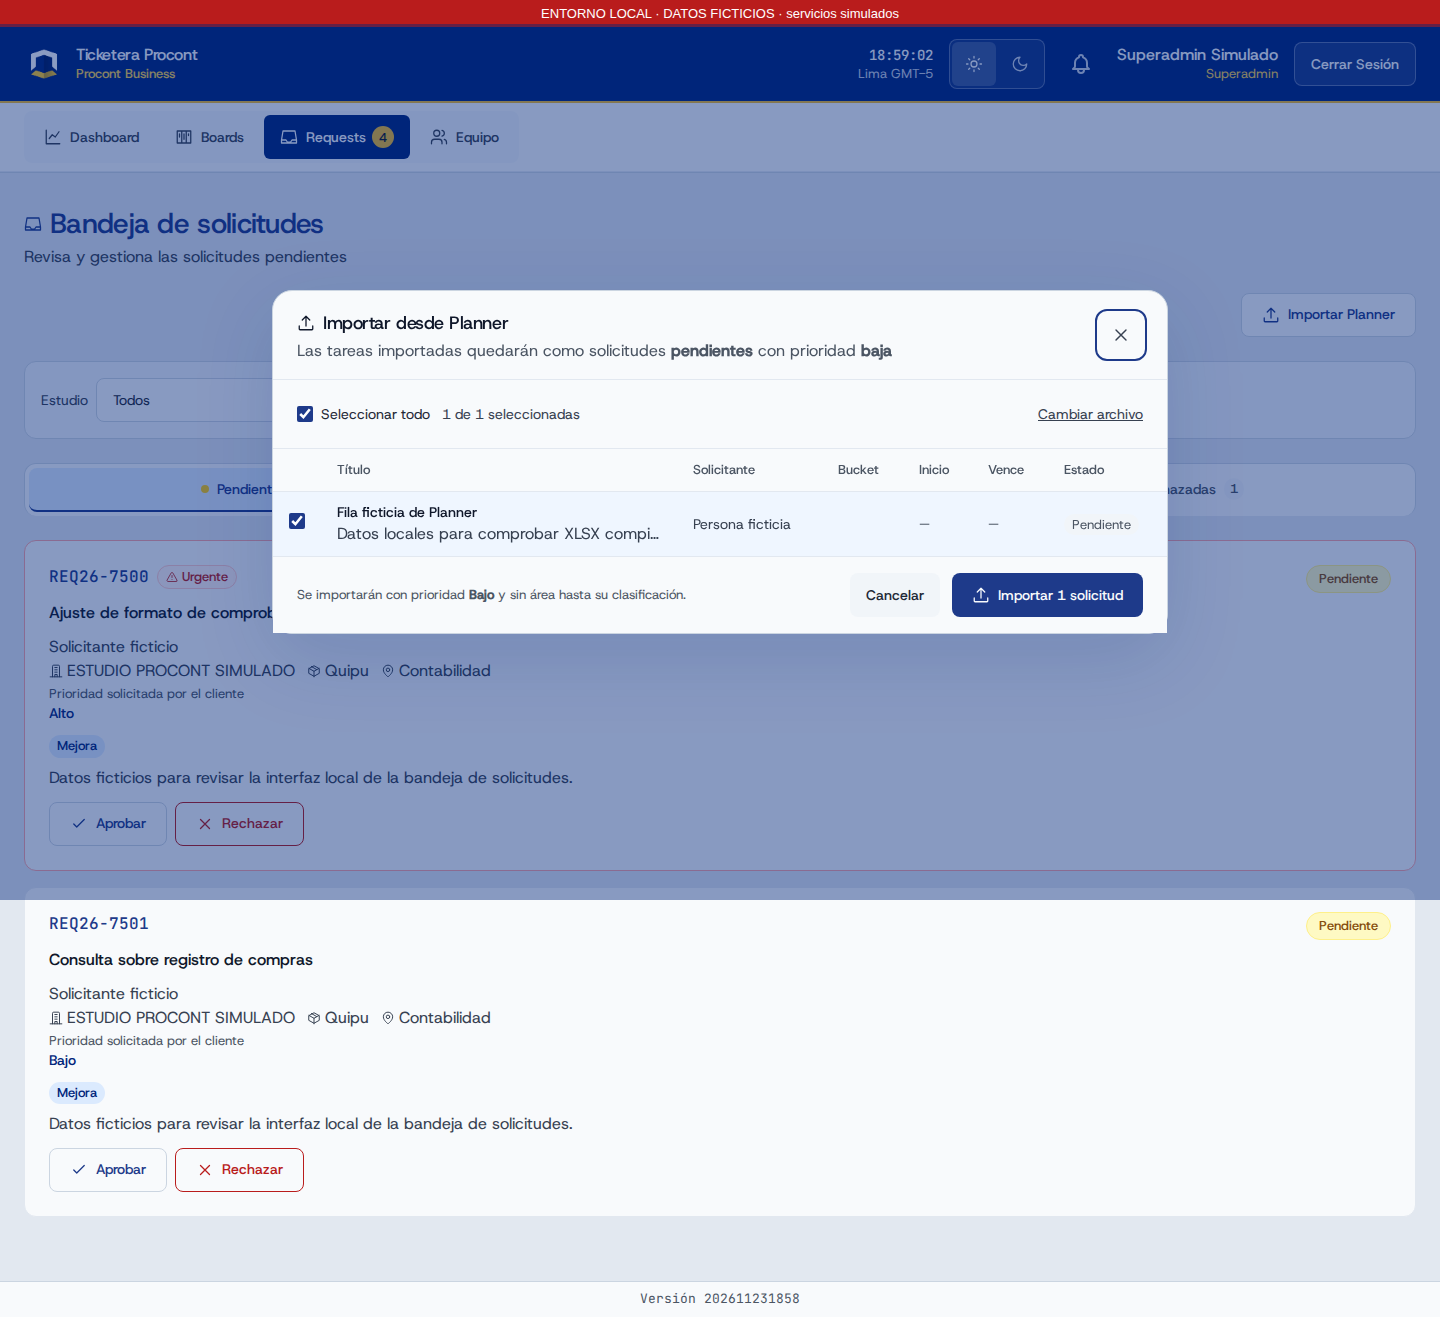 ENTORNO LOCAL · DATOS FICTICIOS · servicios simulados
Ticketera Procont
Procont Business
18:59:02
Lima GMT-5
Superadmin Simulado
Superadmin
Cerrar Sesión
Dashboard
Boards
Requests 4
Equipo
Bandeja de solicitudes
Revisa y gestiona las solicitudes pendientes
Importar Planner
Estudio
Todos
Importar desde Planner
Las tareas importadas quedarán como solicitudes pendientes con prioridad baja
Seleccionar todo 1 de 1 seleccionadas
Cambiar archivo
Título Solicitante Bucket Inicio Vence Estado
Fila ficticia de Planner
Datos locales para comprobar XLSX compi…
Persona ficticia
—
—
Pendiente
Se importarán con prioridad Bajo y sin área hasta su clasificación.
Cancelar
Importar 1 solicitud
Pendient
hazadas 1
REQ26-7500
Urgente
Pendiente
Ajuste de formato de comprob
Solicitante ficticio
ESTUDIO PROCONT SIMULADO Quipu Contabilidad
Prioridad solicitada por el cliente
Alto
Mejora
Datos ficticios para revisar la interfaz local de la bandeja de solicitudes.
Aprobar
Rechazar
REQ26-7501
Pendiente
Consulta sobre registro de compras
Solicitante ficticio
ESTUDIO PROCONT SIMULADO Quipu Contabilidad
Prioridad solicitada por el cliente
Bajo
Mejora
Datos ficticios para revisar la interfaz local de la bandeja de solicitudes.
Aprobar
Rechazar
Versión 202611231858